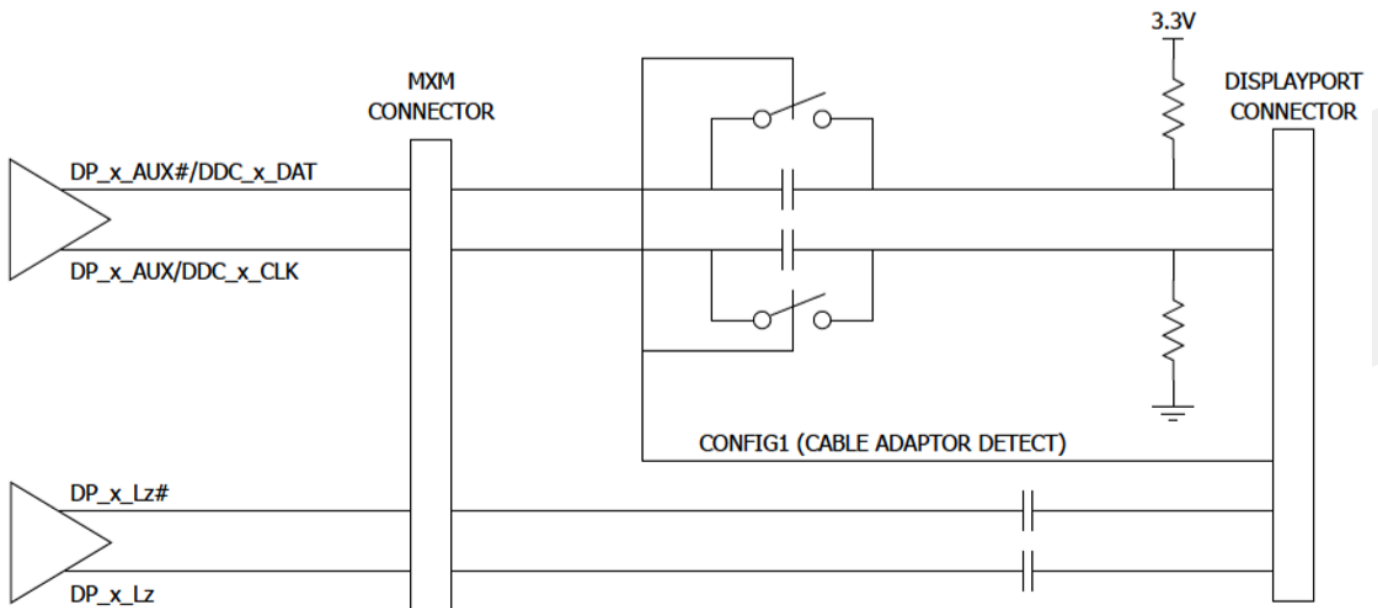 3.3V
MXM
CONNECTOR
DISPLAYPORT
CONNECTOR
DP_x_AUX#/DDC_x_DAT
DP_x_AUX/DDC_x_CLK
CONFIG1 (CABLE ADAPTOR DETECT)
DP_x_Lz#
DP_x_Lz